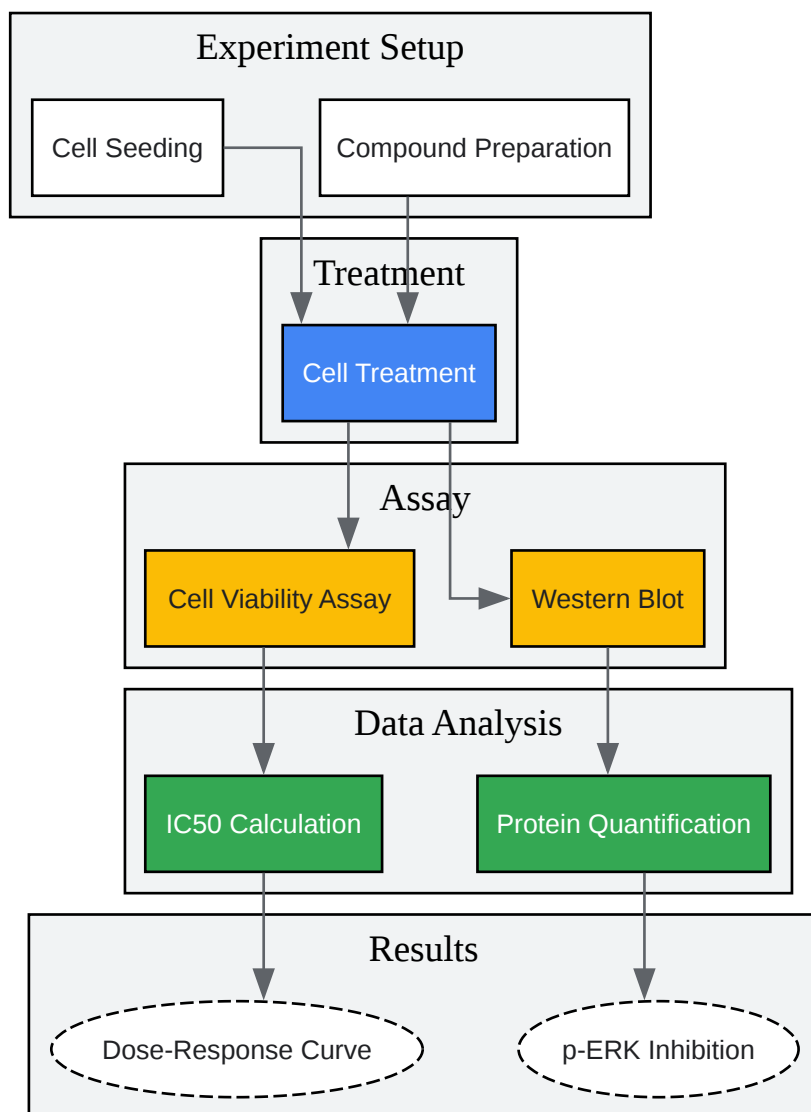 Experiment Setup
Cell Seeding
Compound Preparation
Treatment
Cell Treatment
Assay
Cell Viability Assay
Western Blot
Data Analysis
IC50 Calculation
Protein Quantification
Results
Dose-Response Curve
p-ERK Inhibition